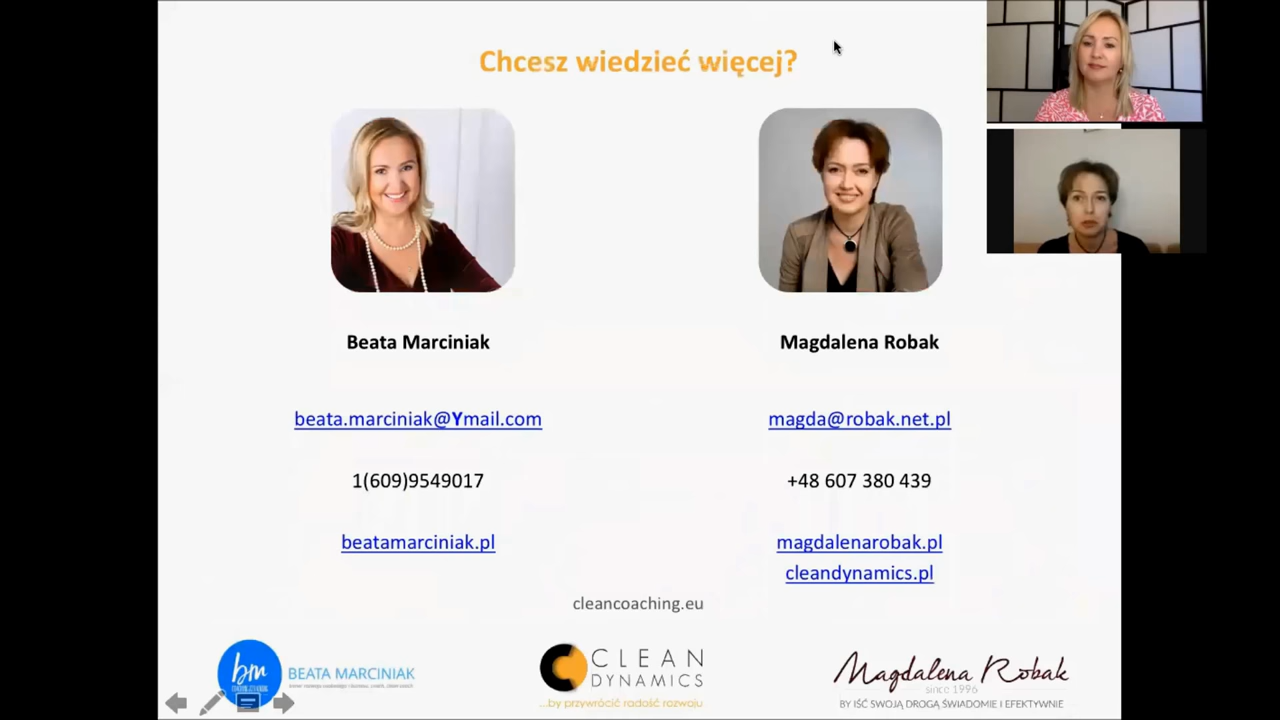 Chcesz wiedzieć więcej?
Beata Marciniak
Magdalena Robak
beata.marciniak@Ymail.com
magda@robak.net.pl
1(609)9549017
+48 607 380 439
beatamarciniak.pl
magdalenarobak.pl
cleandynamics.pl
cleancoaching.eu
bm
BEATA MARCINIAK
CLEAN
DYNAMICS
...by przywrócić radość rozwoju
Magdalena Robak
since 1996
BY IŚĆ SWOJĄ DROGĄ ŚWIADOMIE I EFEKTYWNIE